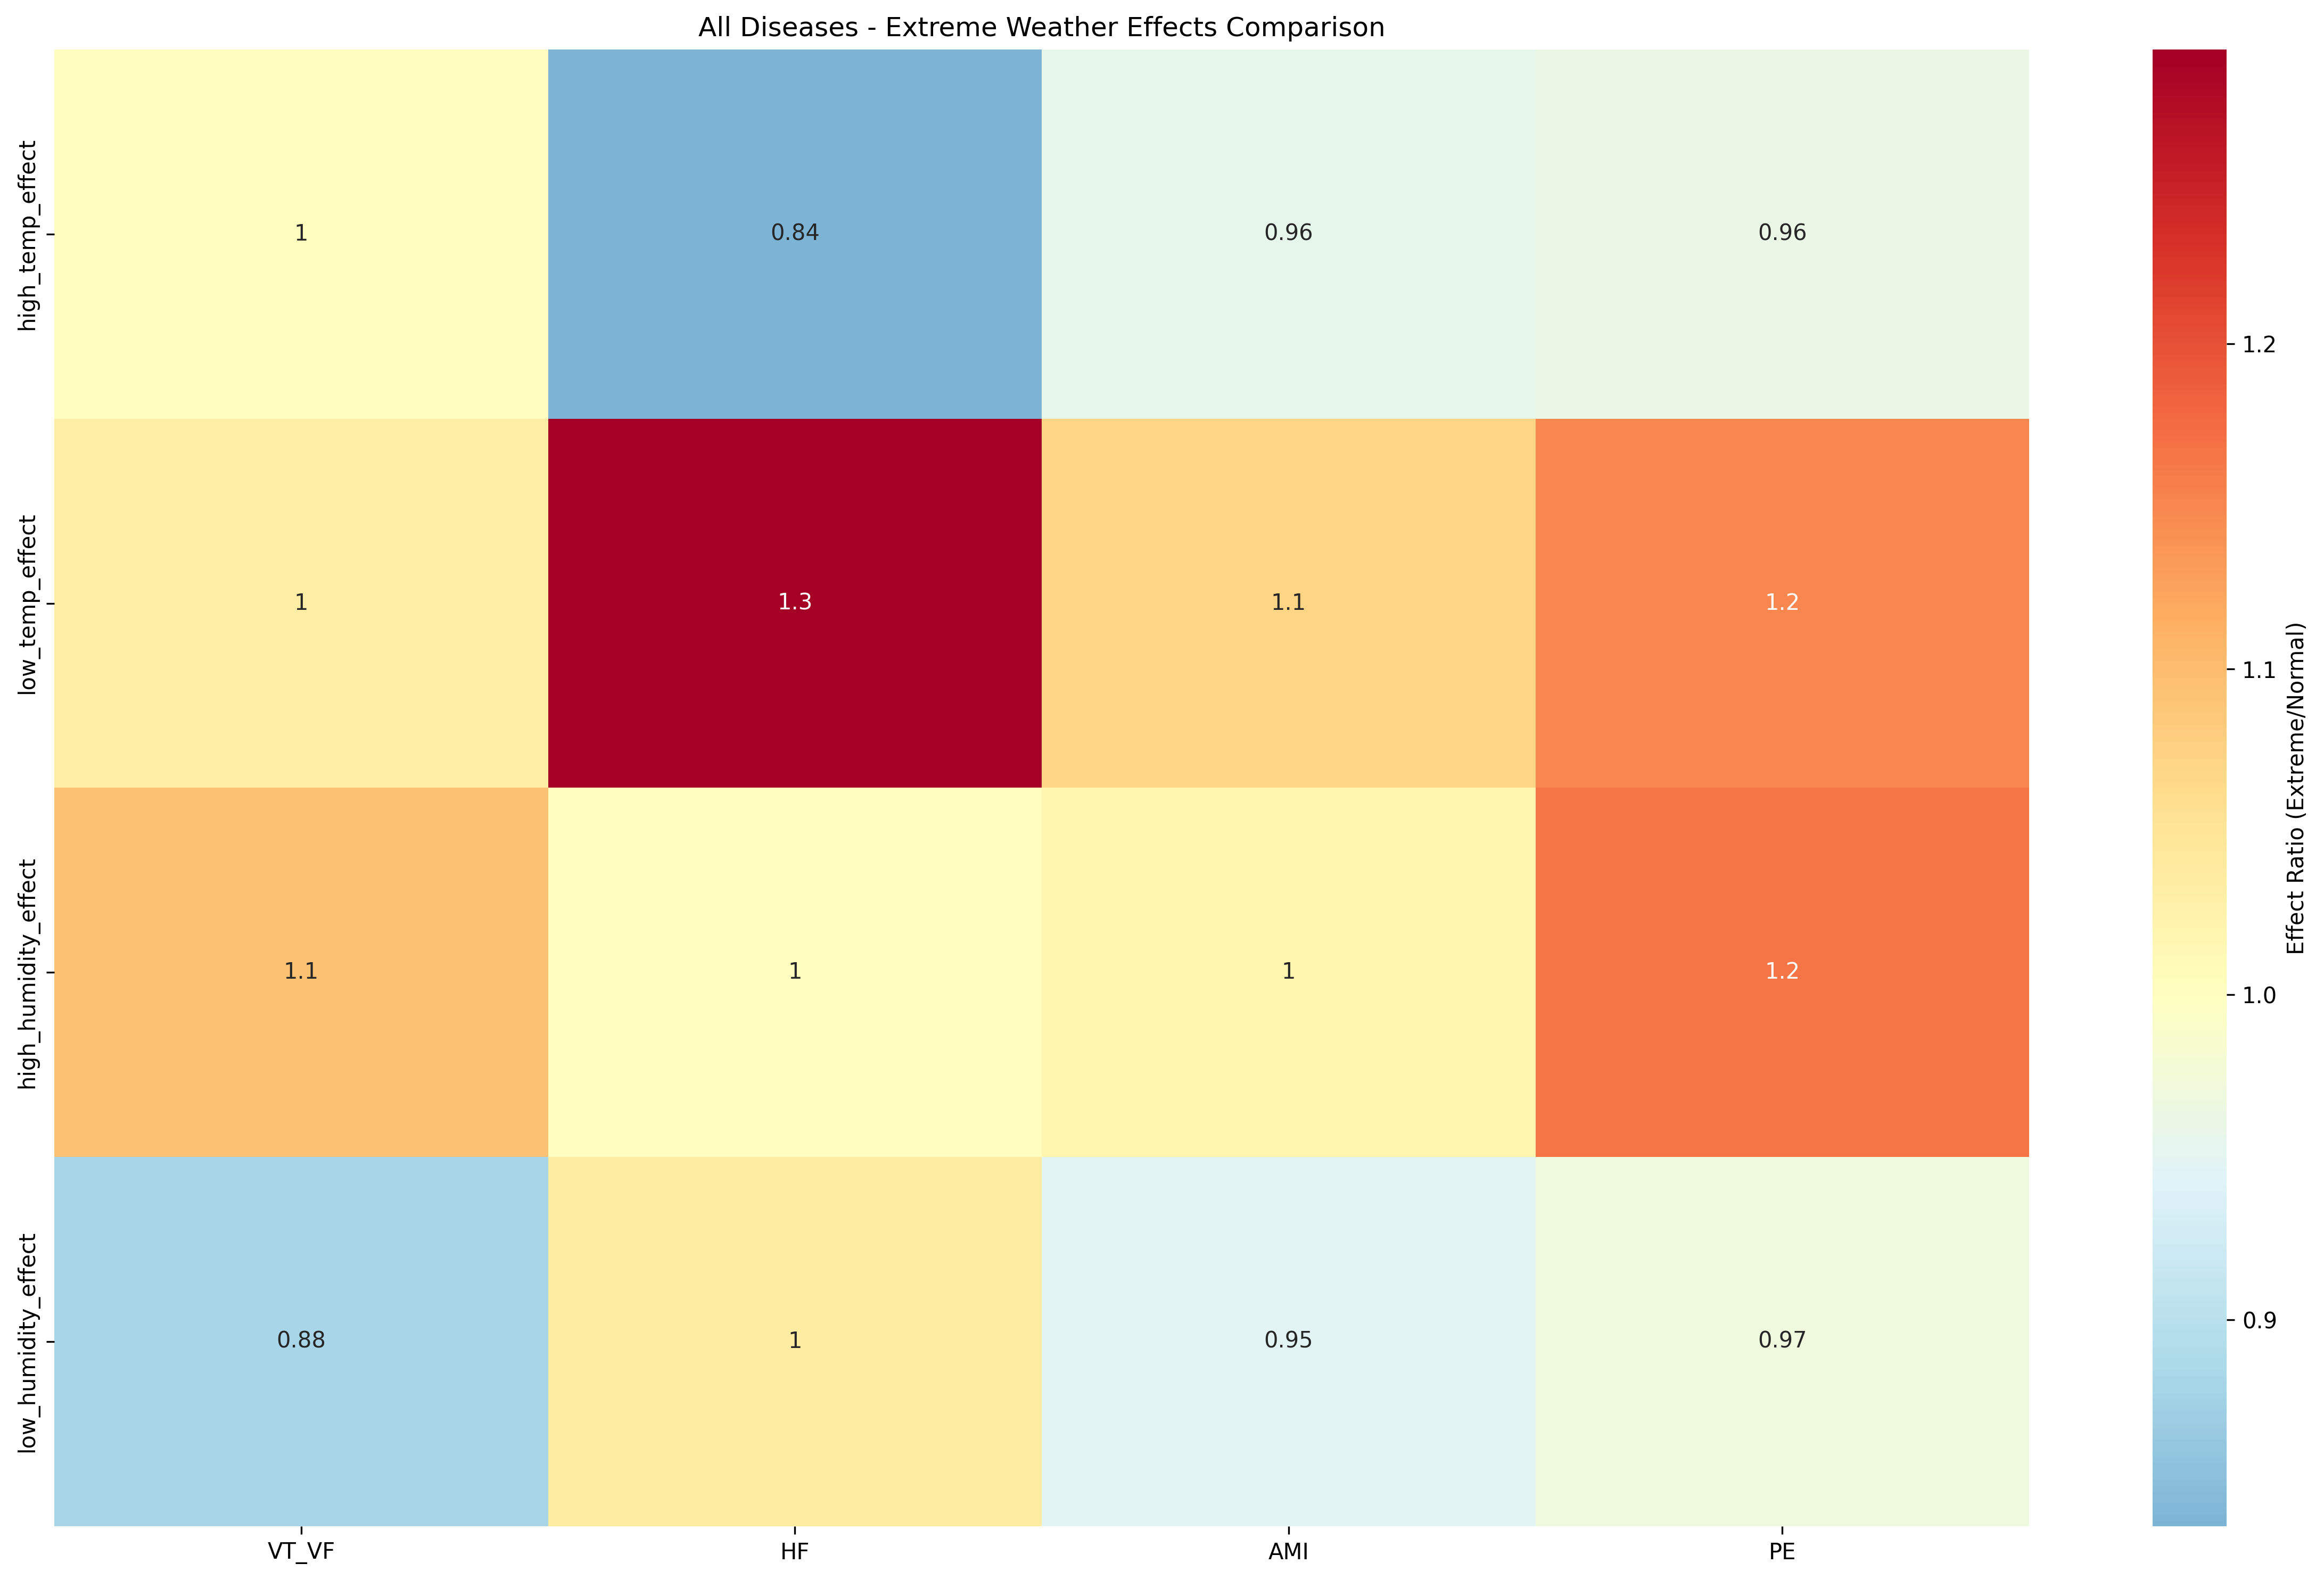 All Diseases - Extreme Weather Effects Comparison
high_temp_effect
1 0.84 0.96 0.96
low_temp_effect
1 1.3 1.1 1.2
high_humidity_effect
1.1 1 1 1.2
low_humidity_effect
0.88 1 0.95 0.97
VT_VF HF AMI PE
1.2
1.1
1.0
0.9
Effect Ratio (Extreme/Normal)